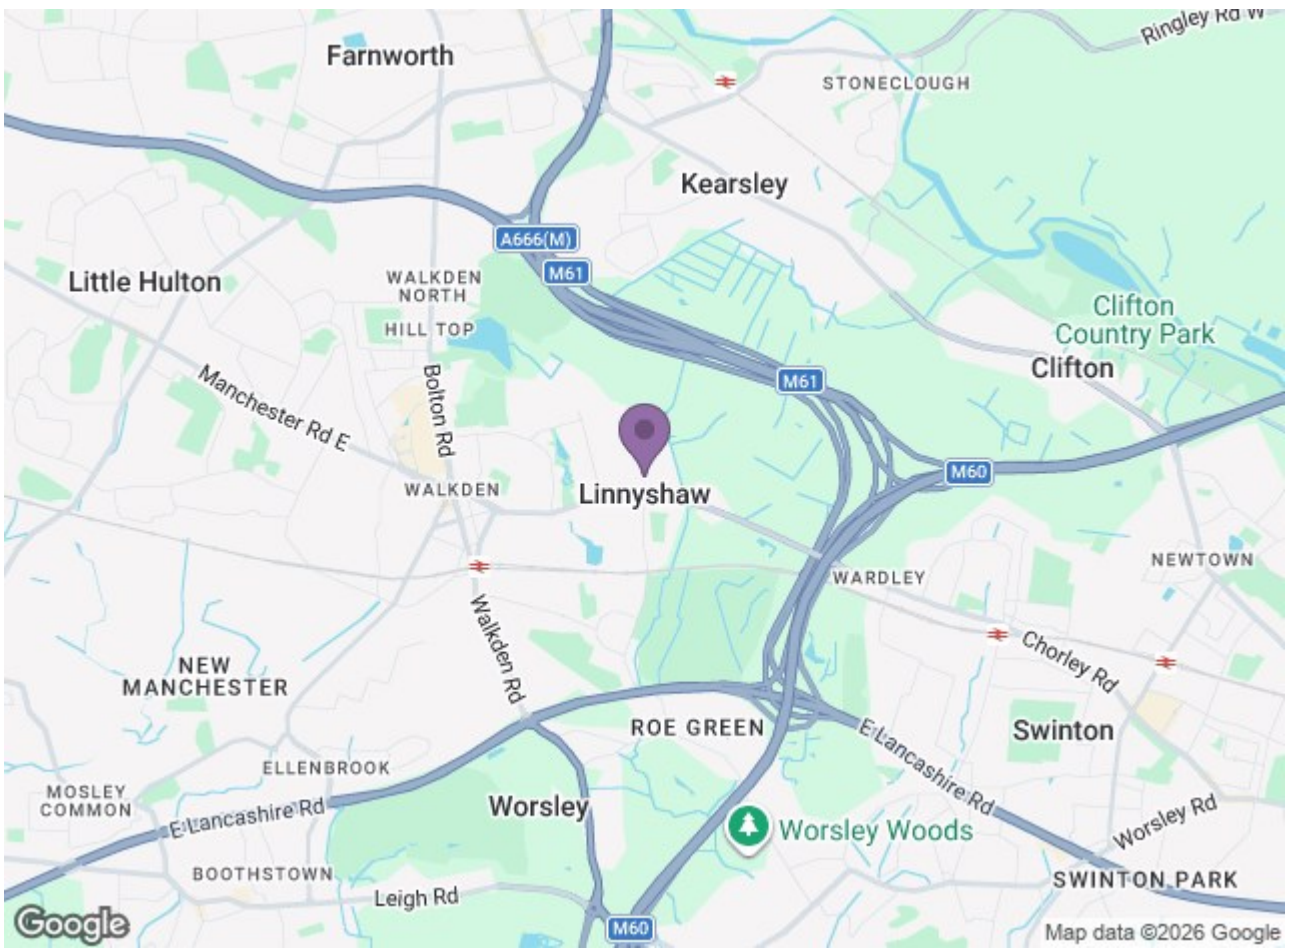 Ringley Rd W
Farnworth
STONECLOUGH
Kearsley
A666(M)
M61
Little Hulton
WALKDEN
NORTH
HILL TOP
Clifton
Country Park
Clifton
M61
Bolton Rd
Manchester Rd E
M60
WALKDEN
Linnyshaw
NEWTOWN
WARDLEY
Walkden Rd
Chorley Rd
NEW
MANCHESTER
ROE GREEN
Swinton
E Lancashire Rd
ELLENBROOK
MOSLEY
COMMON
Worsley
E Lancashire Rd
Worsley Rd
Worsley Woods
BOOTHSTOWN
Leigh Rd
SWINTON PARK
M60
Google
Map data ©2026 Google